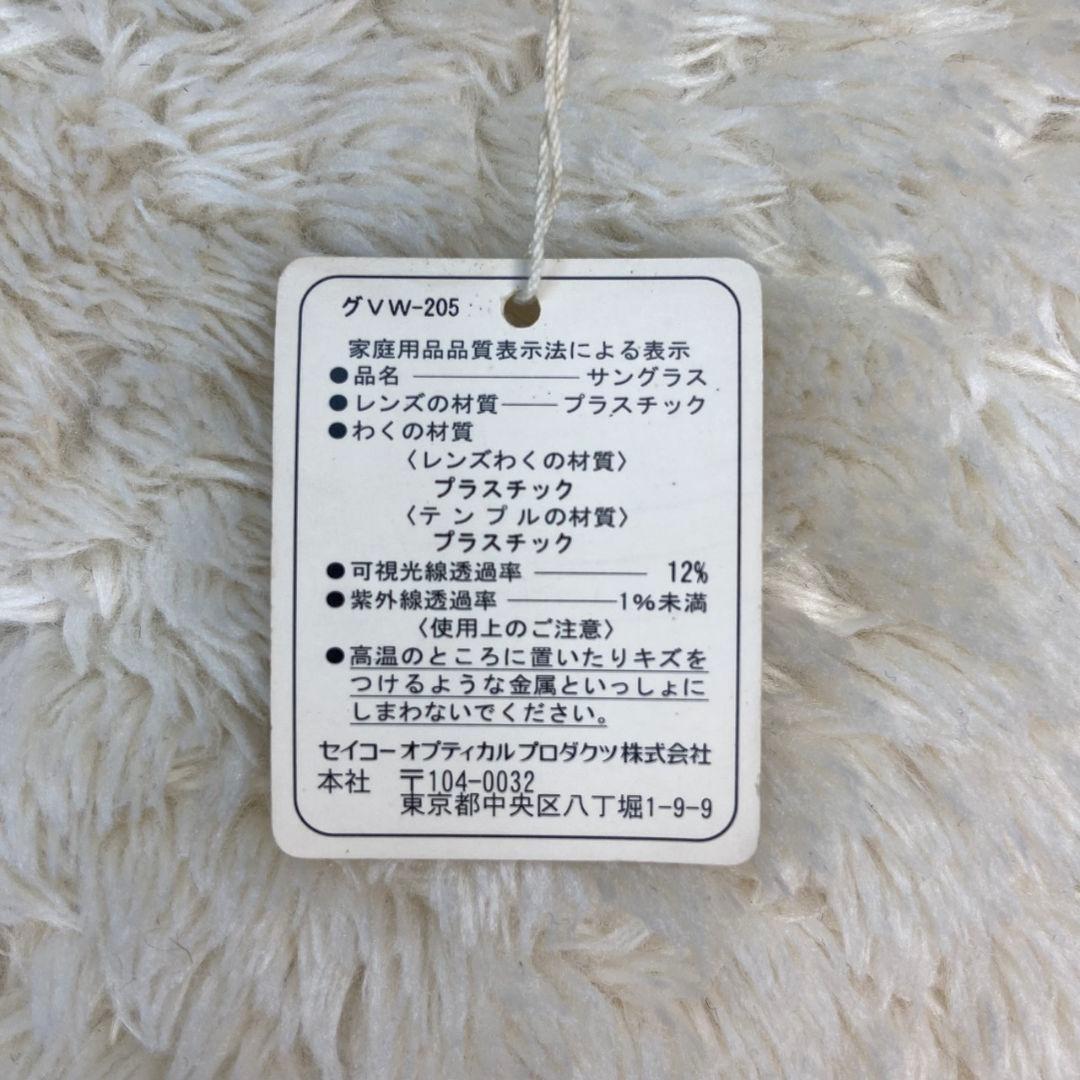 グVW-205
家庭用品品質表示法による表示
●品名 ――――― サングラス
●レンズの材質――プラスチック
●わくの材質
〈レンズわくの材質〉
プラスチック
〈テンプルの材質〉
プラスチック
●可視光線透過率 ―――― 12%
●紫外線透過率 ――――1%未満
〈使用上のご注意〉
●高温のところに置いたりキズを
つけるような金属といっしょに
しまわないでください。
セイコーオプティカルプロダクツ株式会社
本社 〒104-0032
東京都中央区八丁堀1-9-9